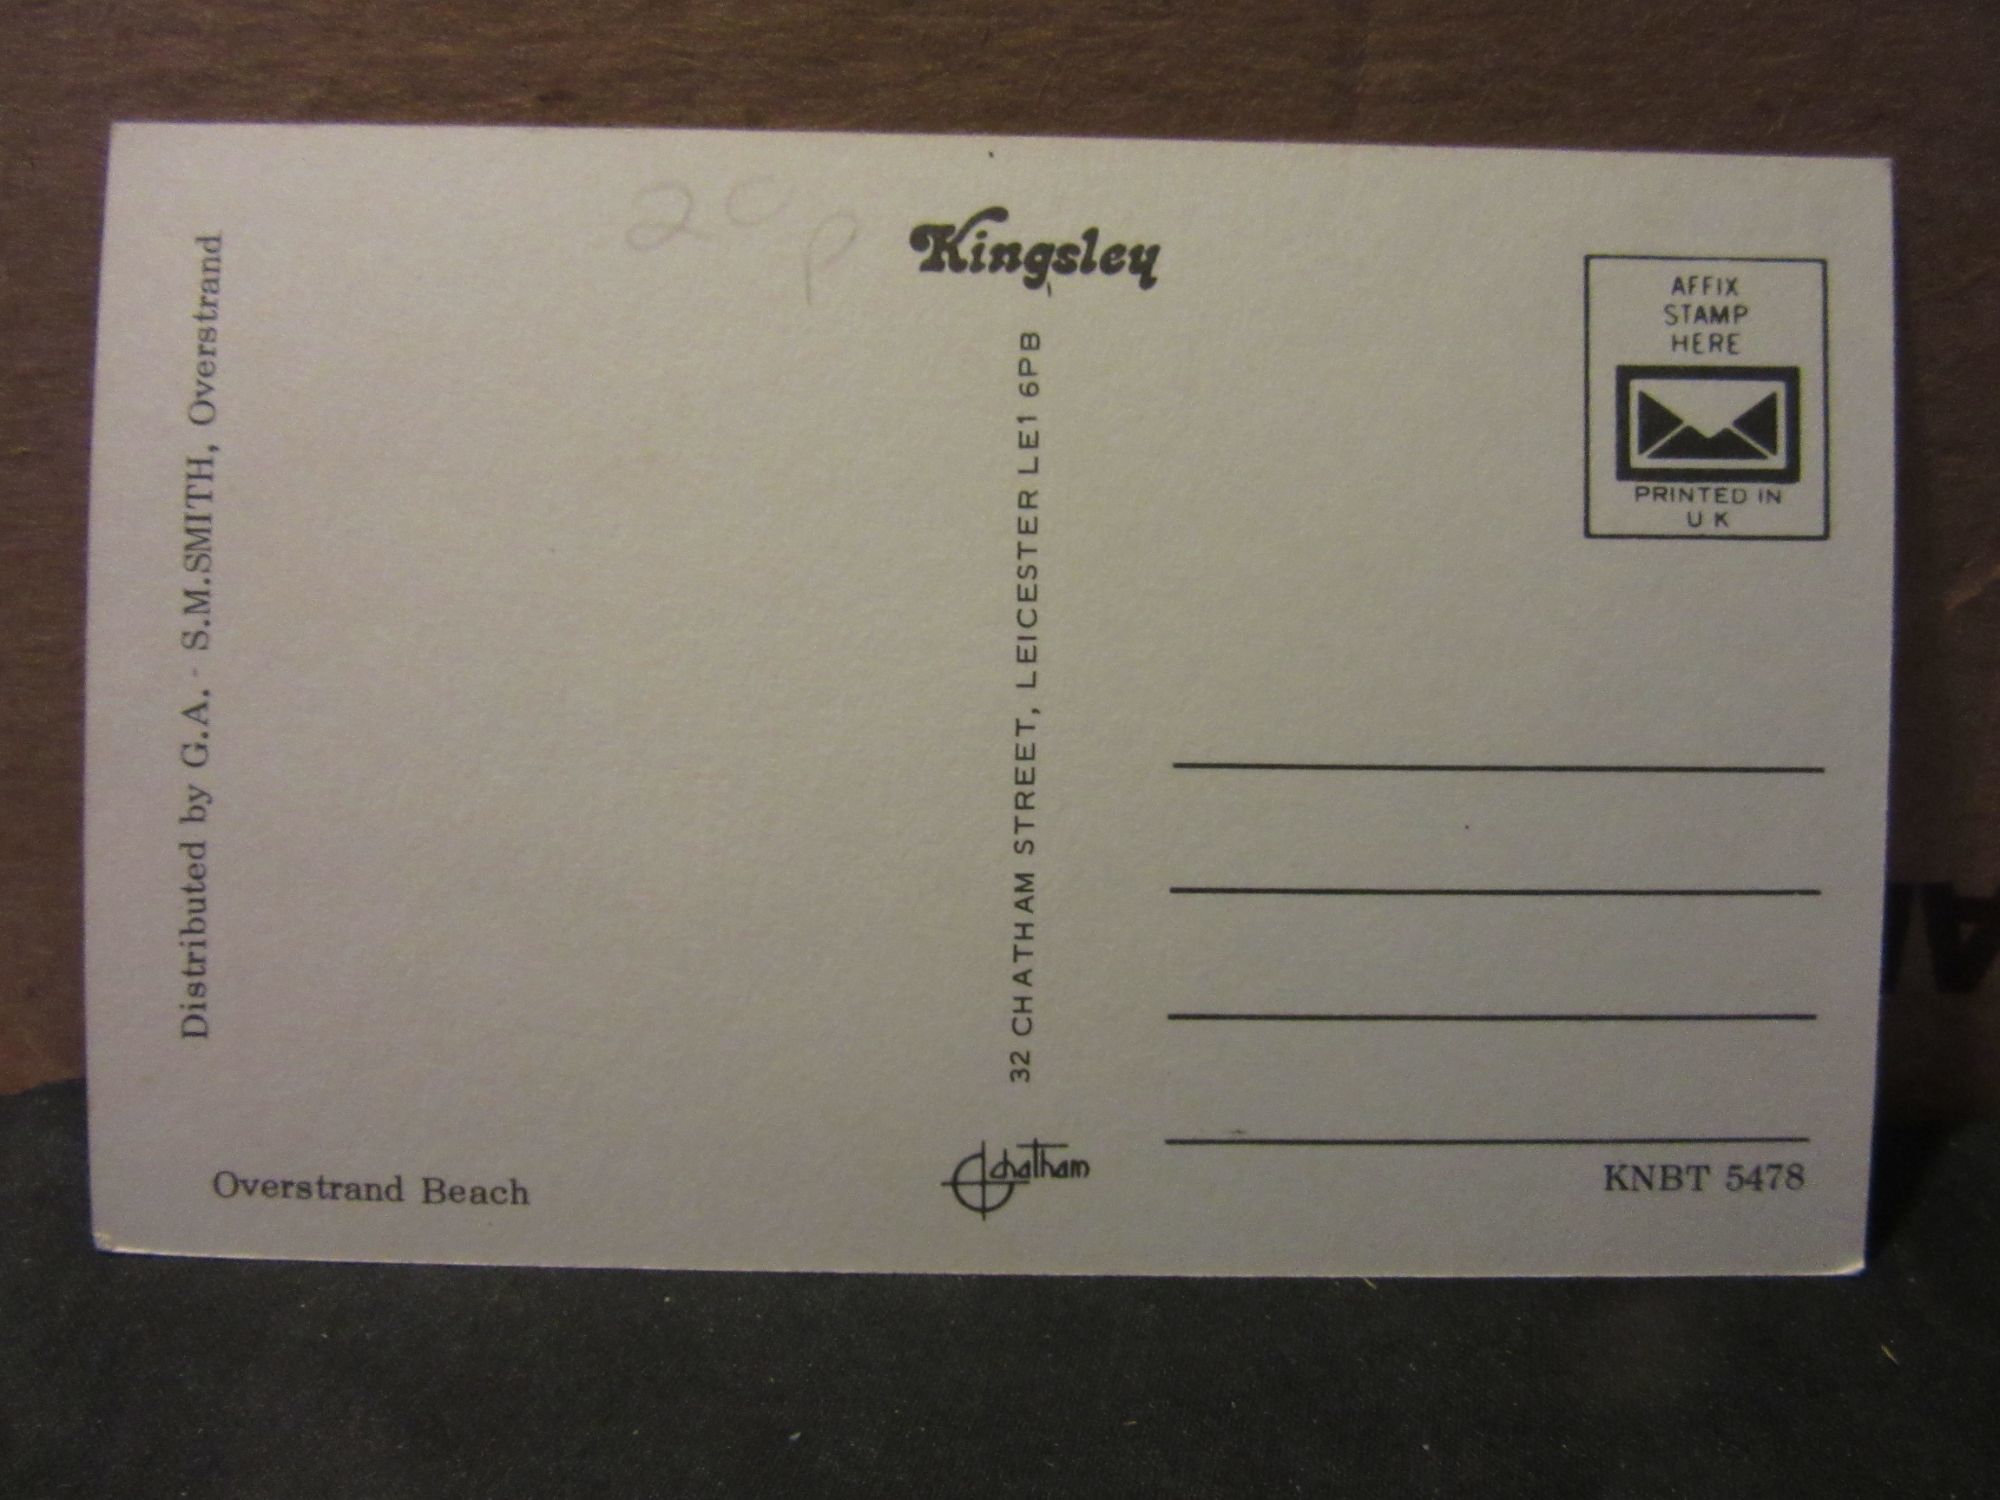 20p
Kingsley
AFFIX
STAMP
HERE
PRINTED IN
U K
Distributed by G.A. - S.M.SMITH, Overstrand
32 CHATHAM STREET, LEICESTER LE1 6PB
Overstrand Beach
chatham
KNBT 5478